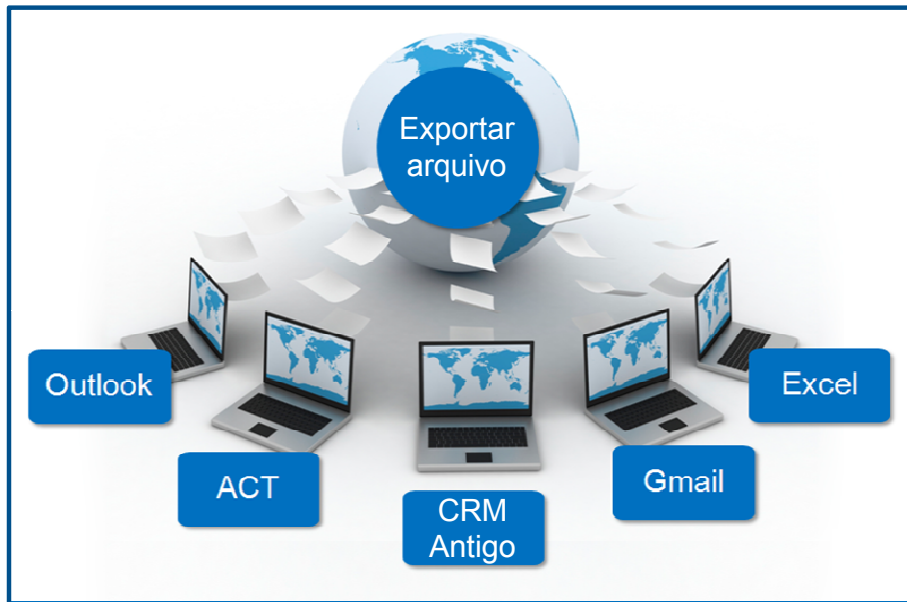 Exportar
arquivo
Outlook
ACT
CRM
Antigo
Gmail
Excel